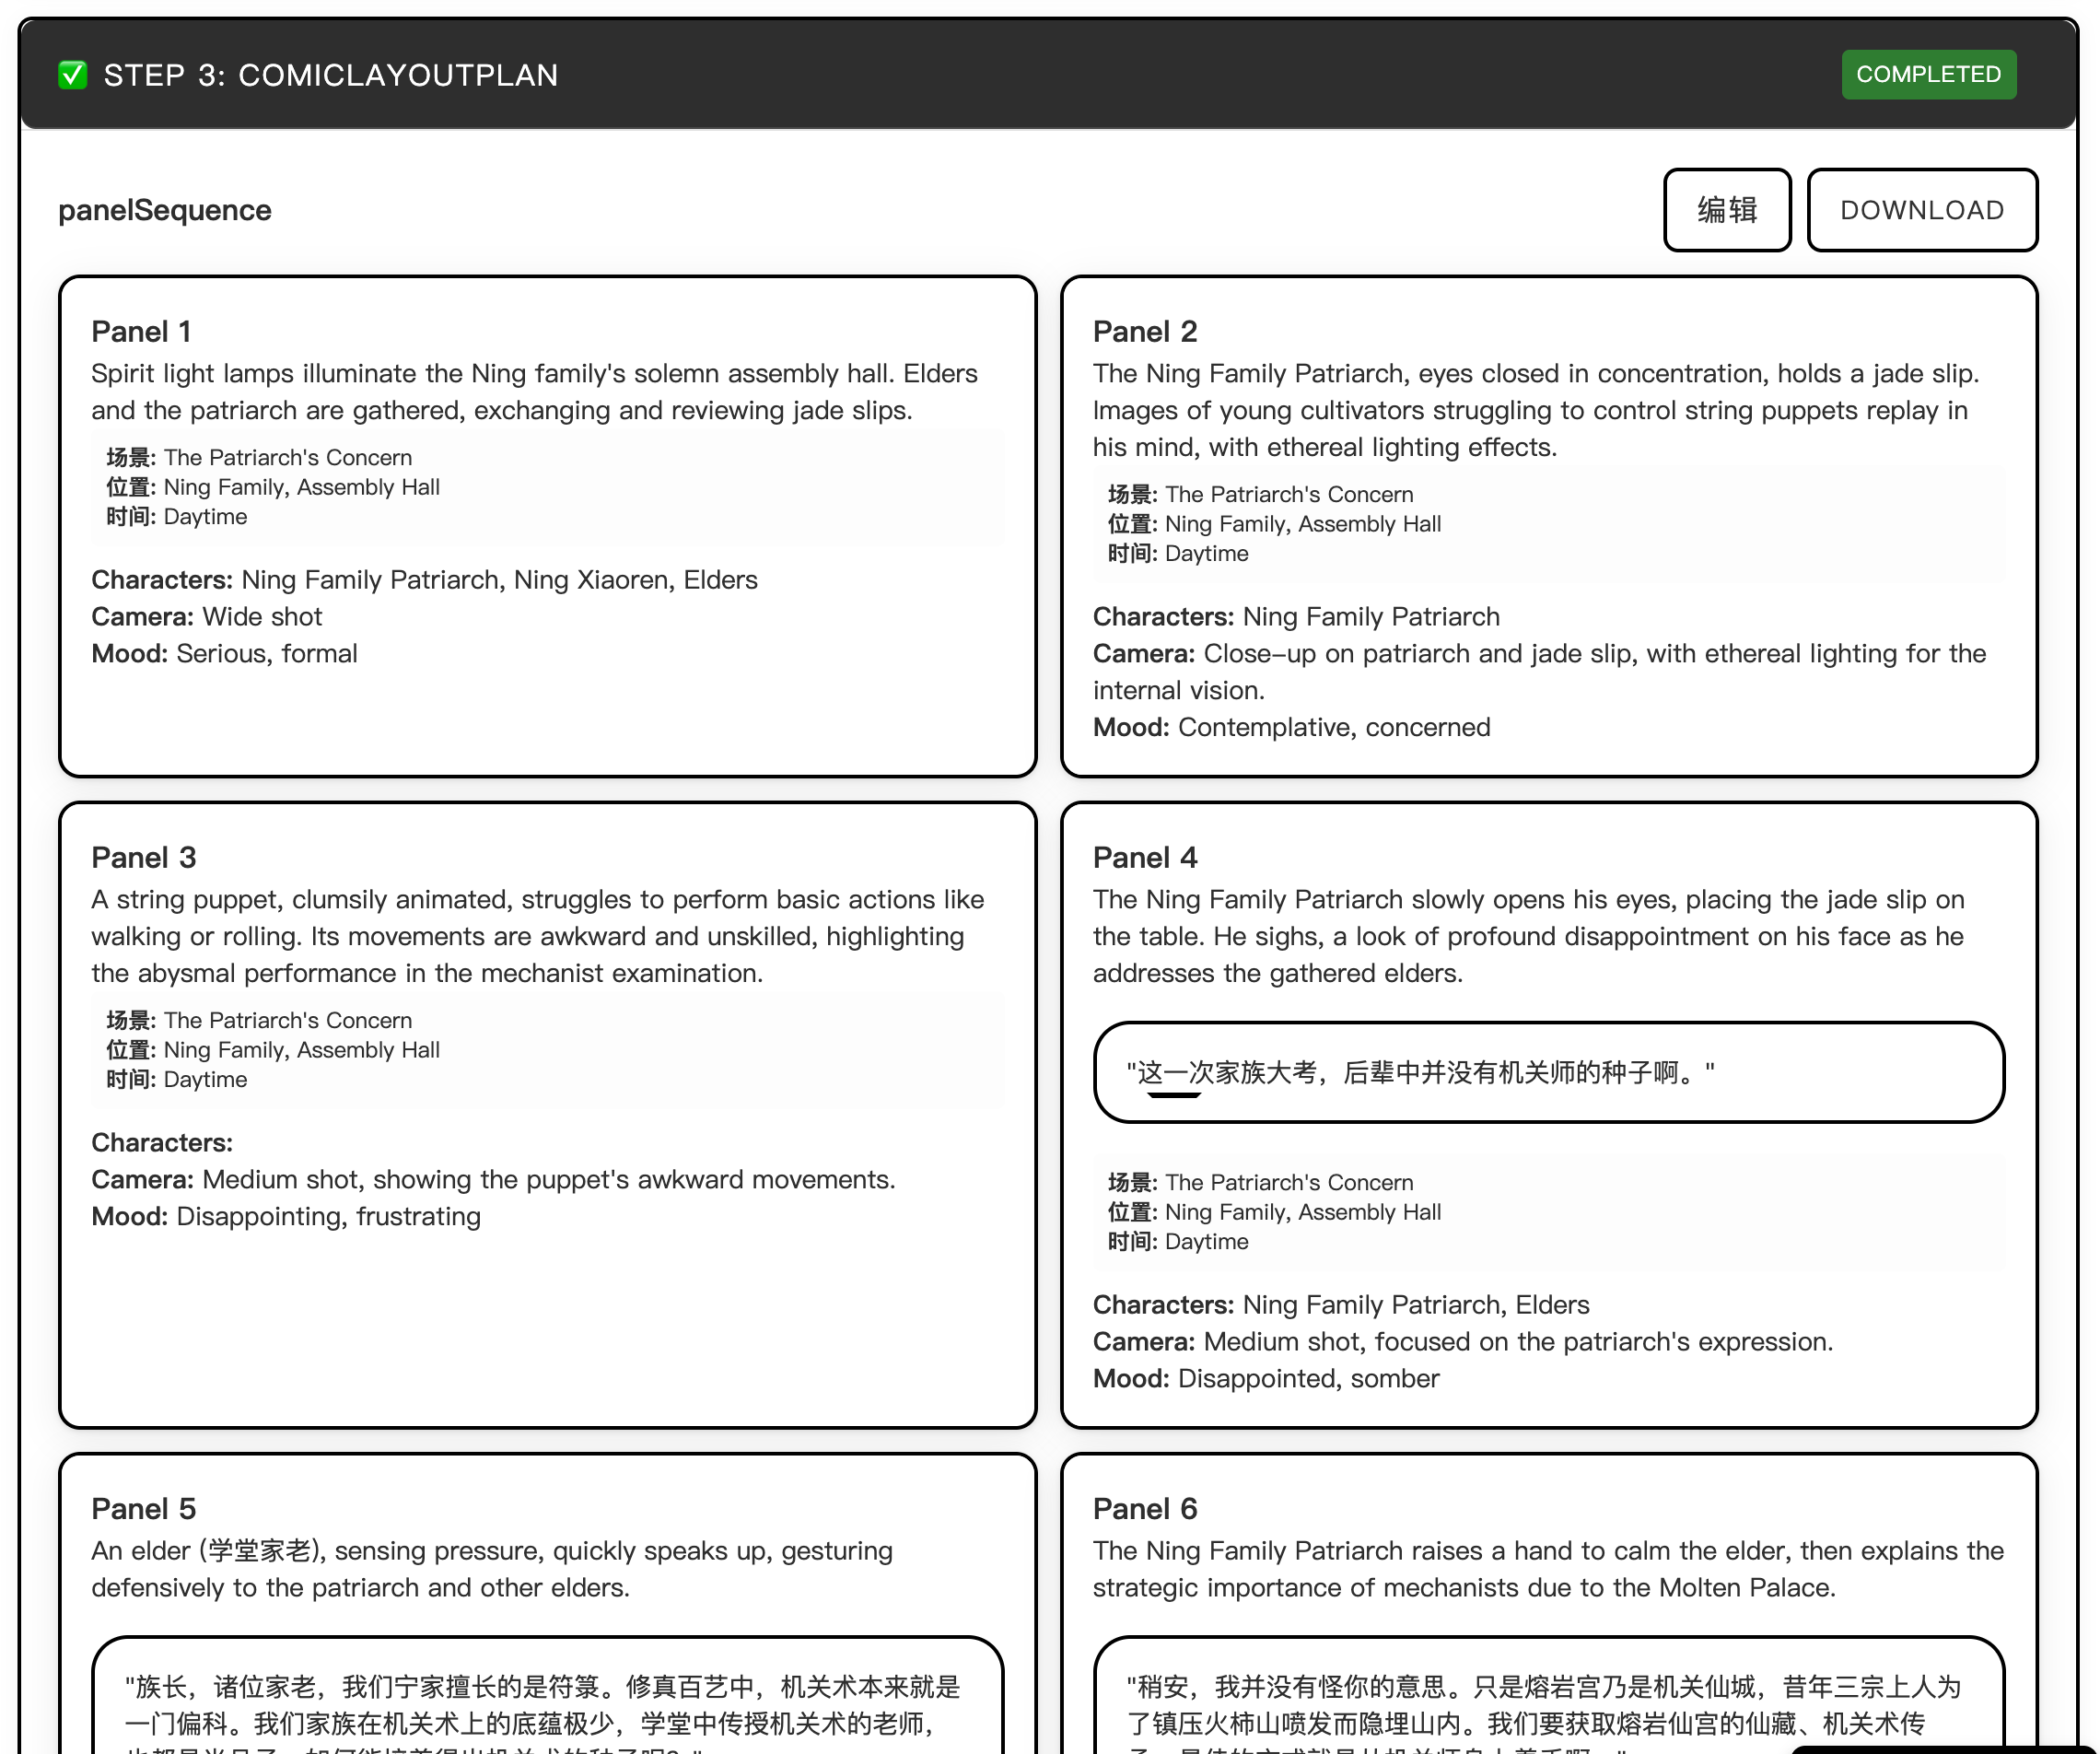 ✅ STEP 3: COMICLAYOUTPLAN
COMPLETED
panelSequence
编辑
DOWNLOAD
Panel 1
Spirit light lamps illuminate the Ning family's solemn assembly hall. Elders
and the patriarch are gathered, exchanging and reviewing jade slips.
场景: The Patriarch's Concern
位置: Ning Family, Assembly Hall
时间: Daytime
Characters: Ning Family Patriarch, Ning Xiaoren, Elders
Camera: Wide shot
Mood: Serious, formal
Panel 2
The Ning Family Patriarch, eyes closed in concentration, holds a jade slip.
Images of young cultivators struggling to control string puppets replay in
his mind, with ethereal lighting effects.
场景: The Patriarch's Concern
位置: Ning Family, Assembly Hall
时间: Daytime
Characters: Ning Family Patriarch
Camera: Close-up on patriarch and jade slip, with ethereal lighting for the
internal vision.
Mood: Contemplative, concerned
Panel 3
A string puppet, clumsily animated, struggles to perform basic actions like
walking or rolling. Its movements are awkward and unskilled, highlighting
the abysmal performance in the mechanist examination.
场景: The Patriarch's Concern
位置: Ning Family, Assembly Hall
时间: Daytime
Characters:
Camera: Medium shot, showing the puppet's awkward movements.
Mood: Disappointing, frustrating
Panel 4
The Ning Family Patriarch slowly opens his eyes, placing the jade slip on
the table. He sighs, a look of profound disappointment on his face as he
addresses the gathered elders.
"这一次家族大考，后辈中并没有机关师的种子啊。"
场景: The Patriarch's Concern
位置: Ning Family, Assembly Hall
时间: Daytime
Characters: Ning Family Patriarch, Elders
Camera: Medium shot, focused on the patriarch's expression.
Mood: Disappointed, somber
Panel 5
An elder (学堂家老), sensing pressure, quickly speaks up, gesturing
defensively to the patriarch and other elders.
"族长，诸位家老，我们宁家擅长的是符箓。修真百艺中，机关术本来就是
一门偏科。我们家族在机关术上的底蕴极少，学堂中传授机关术的老师，
Panel 6
The Ning Family Patriarch raises a hand to calm the elder, then explains the
strategic importance of mechanists due to the Molten Palace.
"稍安，我并没有怪你的意思。只是熔岩宫乃是机关仙城，昔年三宗上人为
了镇压火柿山喷发而隐埋山内。我们要获取熔岩仙宫的仙藏、机关术传